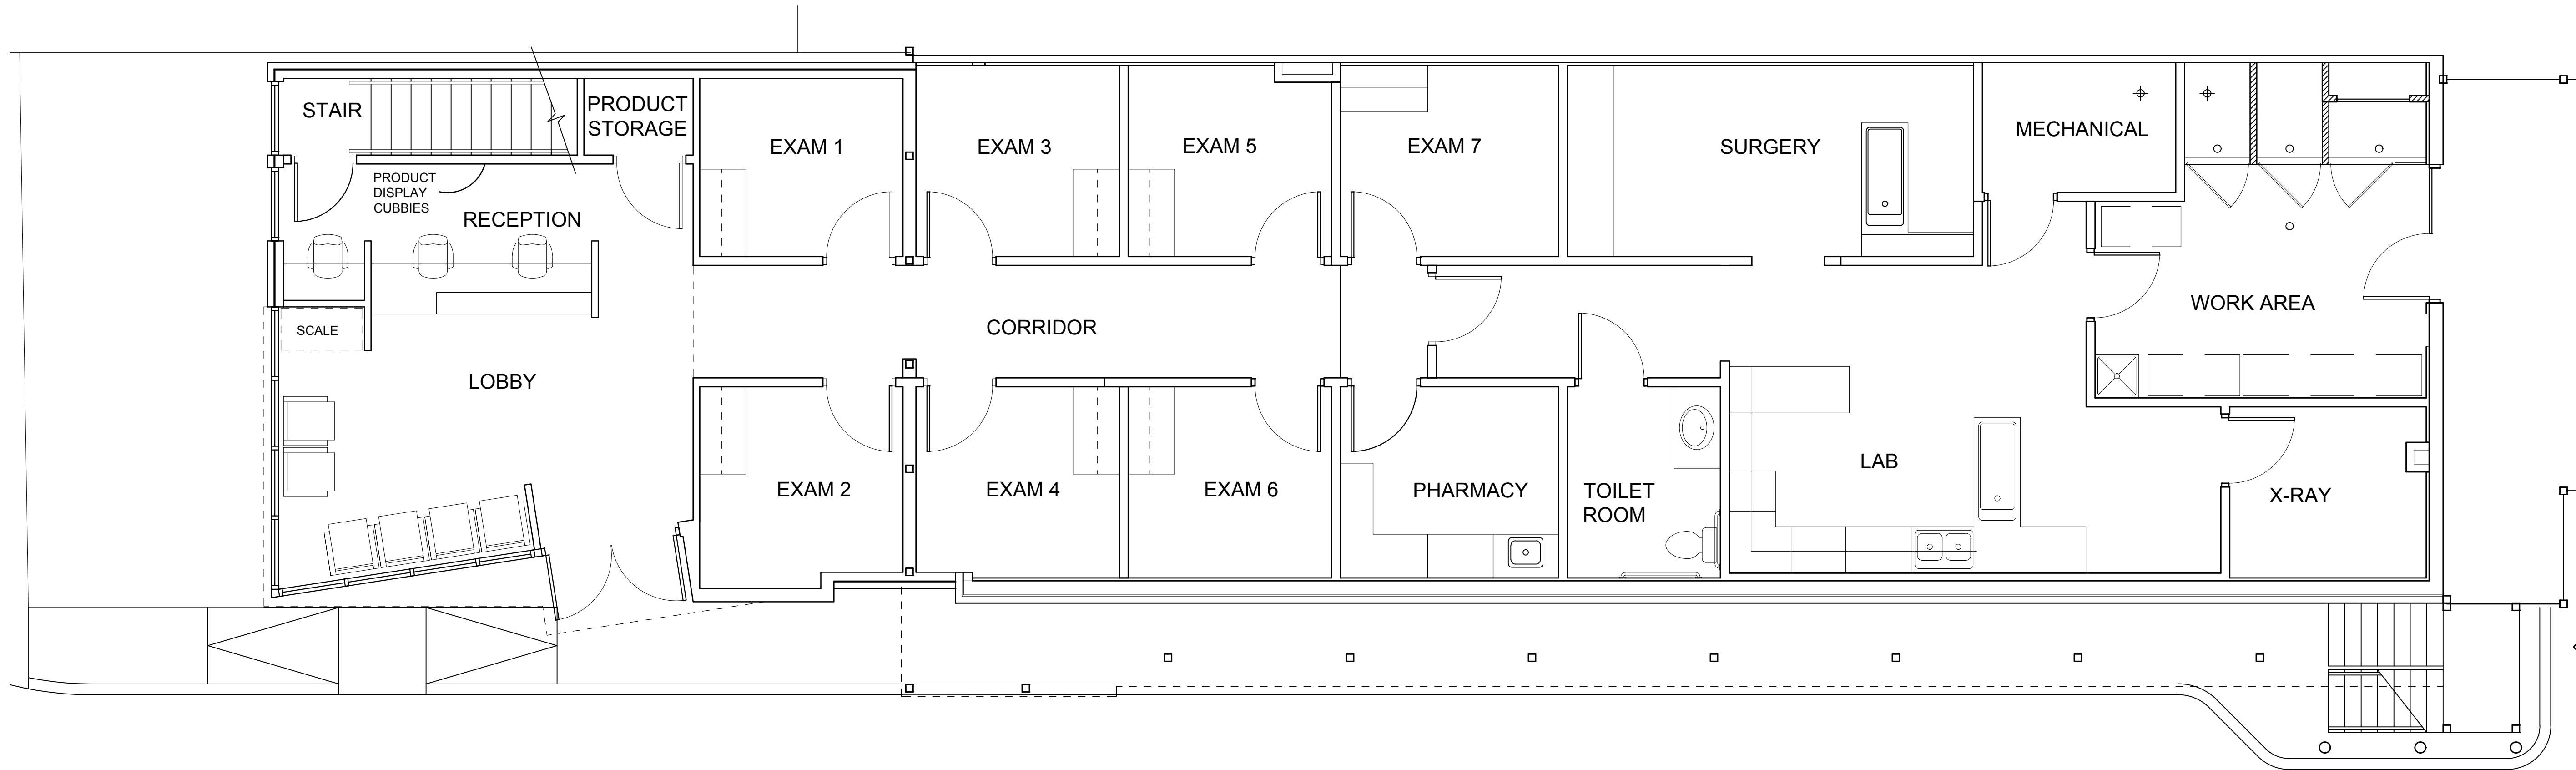 STAIR
PRODUCT
STORAGE
PRODUCT
DISPLAY
CUBBIES
RECEPTION
SCALE
LOBBY
EXAM 1
EXAM 3
EXAM 5
EXAM 7
SURGERY
MECHANICAL
CORRIDOR
WORK AREA
EXAM 2
EXAM 4
EXAM 6
PHARMACY
TOILET
ROOM
LAB
X-RAY